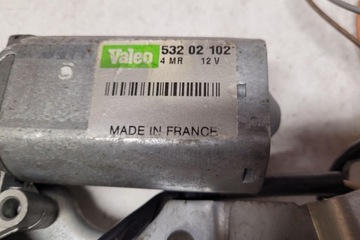 Valeo 532 02 102
4 MR 12 V
MADE IN FRANCE